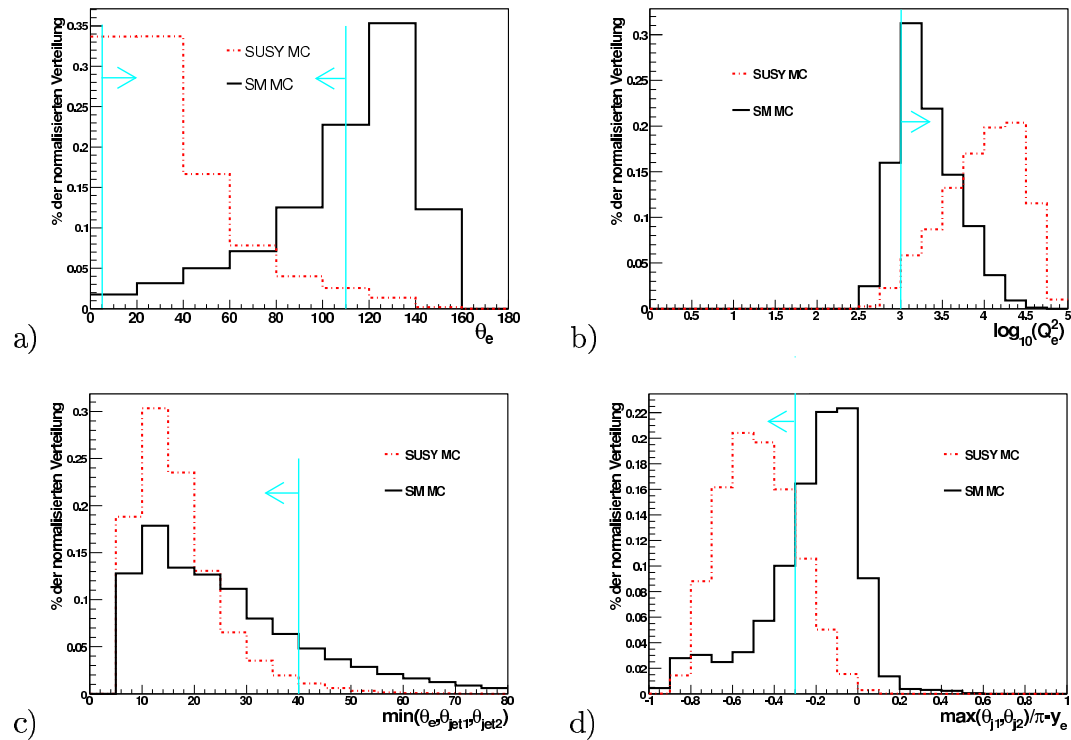 % der normalisierten Verteilung
0.35
0.3
0.25
0.2
0.15
0.1
0.05
0
SUSY MC
SM MC
0 20 40 60 80 100 120 140 160 180
θe
a)
% der normalisierten Verteilung
0.3
0.25
0.2
0.15
0.1
0.05
0
SUSY MC
SM MC
0 0.5 1 1.5 2 2.5 3 3.5 4 4.5 5
log10(Q²e)
b)
% der normalisierten Verteilung
0.3
0.25
0.2
0.15
0.1
0.05
0
SUSY MC
SM MC
0 10 20 30 40 50 60 70 80
min(θe,θjet1,θjet2)
c)
% der normalisierten Verteilung
0.22
0.2
0.18
0.16
0.14
0.12
0.1
0.08
0.06
0.04
0.02
0
SUSY MC
SM MC
-1 -0.8 -0.6 -0.4 -0.2 0 0.2 0.4 0.6 0.8 1
max(θj1,θj2)/π-ye
d)